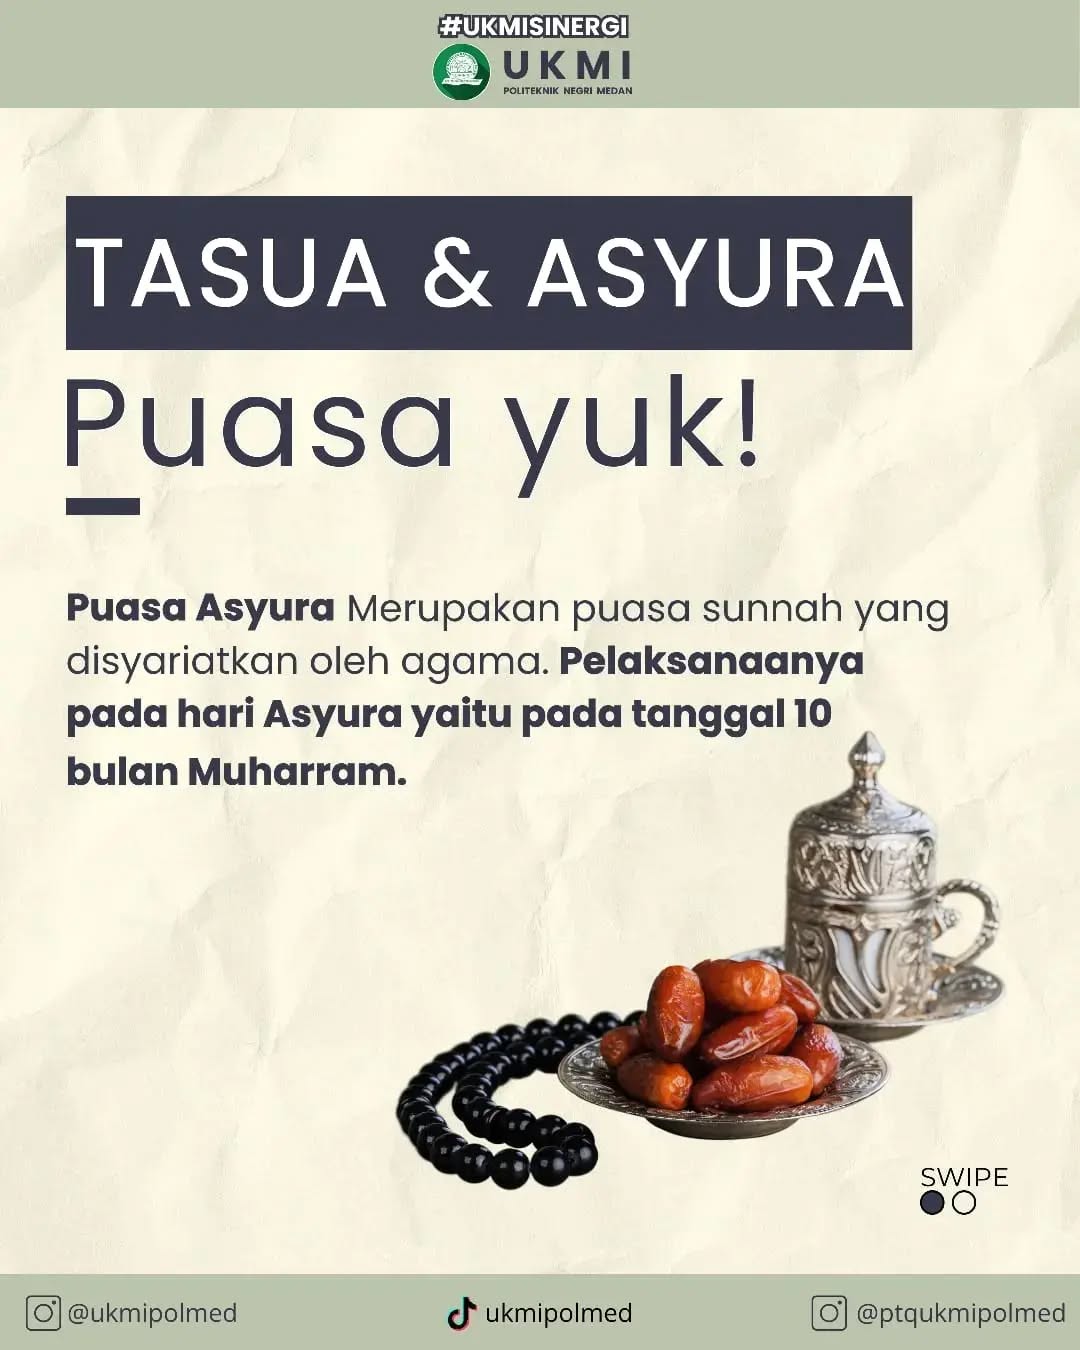 #UKMISINERGI
UKMI
POLITEKNIK NEGRI MEDAN
TASUA & ASYURA
Puasa yuk!
Puasa Asyura Merupakan puasa sunnah yang
disyariatkan oleh agama. Pelaksanaanya
pada hari Asyura yaitu pada tanggal 10
bulan Muharram.
SWIPE
@ukmipolmed
ukmipolmed
@ptqukmipolmed